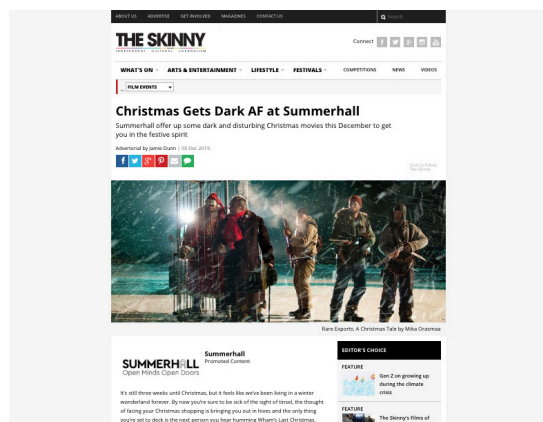 ABOUT US ADVERTISE GET INVOLVED MAGAZINES CONTACT US Search
THE SKINNY
INDEPENDENT CULTURAL JOURNALISM
Connect
WHAT'S ON ARTS & ENTERTAINMENT LIFESTYLE FESTIVALS COMPETITIONS NEWS VIDEOS
... FILM EVENTS
Christmas Gets Dark AF at Summerhall
Summerhall offer up some dark and disturbing Christmas movies this December to get
you in the festive spirit
Advertorial by Jamie Dunn | 03 Dec 2019
The Skinny
Rare Exports: A Christmas Tale by Mika Orasmaa
SUMMERHALL
Open Minds Open Doors
Summerhall
Promoted Content
It's still three weeks until Christmas, but it feels like we've been living in a winter
wonderland forever. By now you're sure to be sick of the sight of tinsel, the thought
of facing your Christmas shopping is bringing you out in hives and the only thing
you're set to deck is the next person you hear humming Wham's Last Christmas.
EDITOR'S CHOICE
FEATURE
Gen Z on growing up
during the climate
crisis
FEATURE
The Skinny's Films of